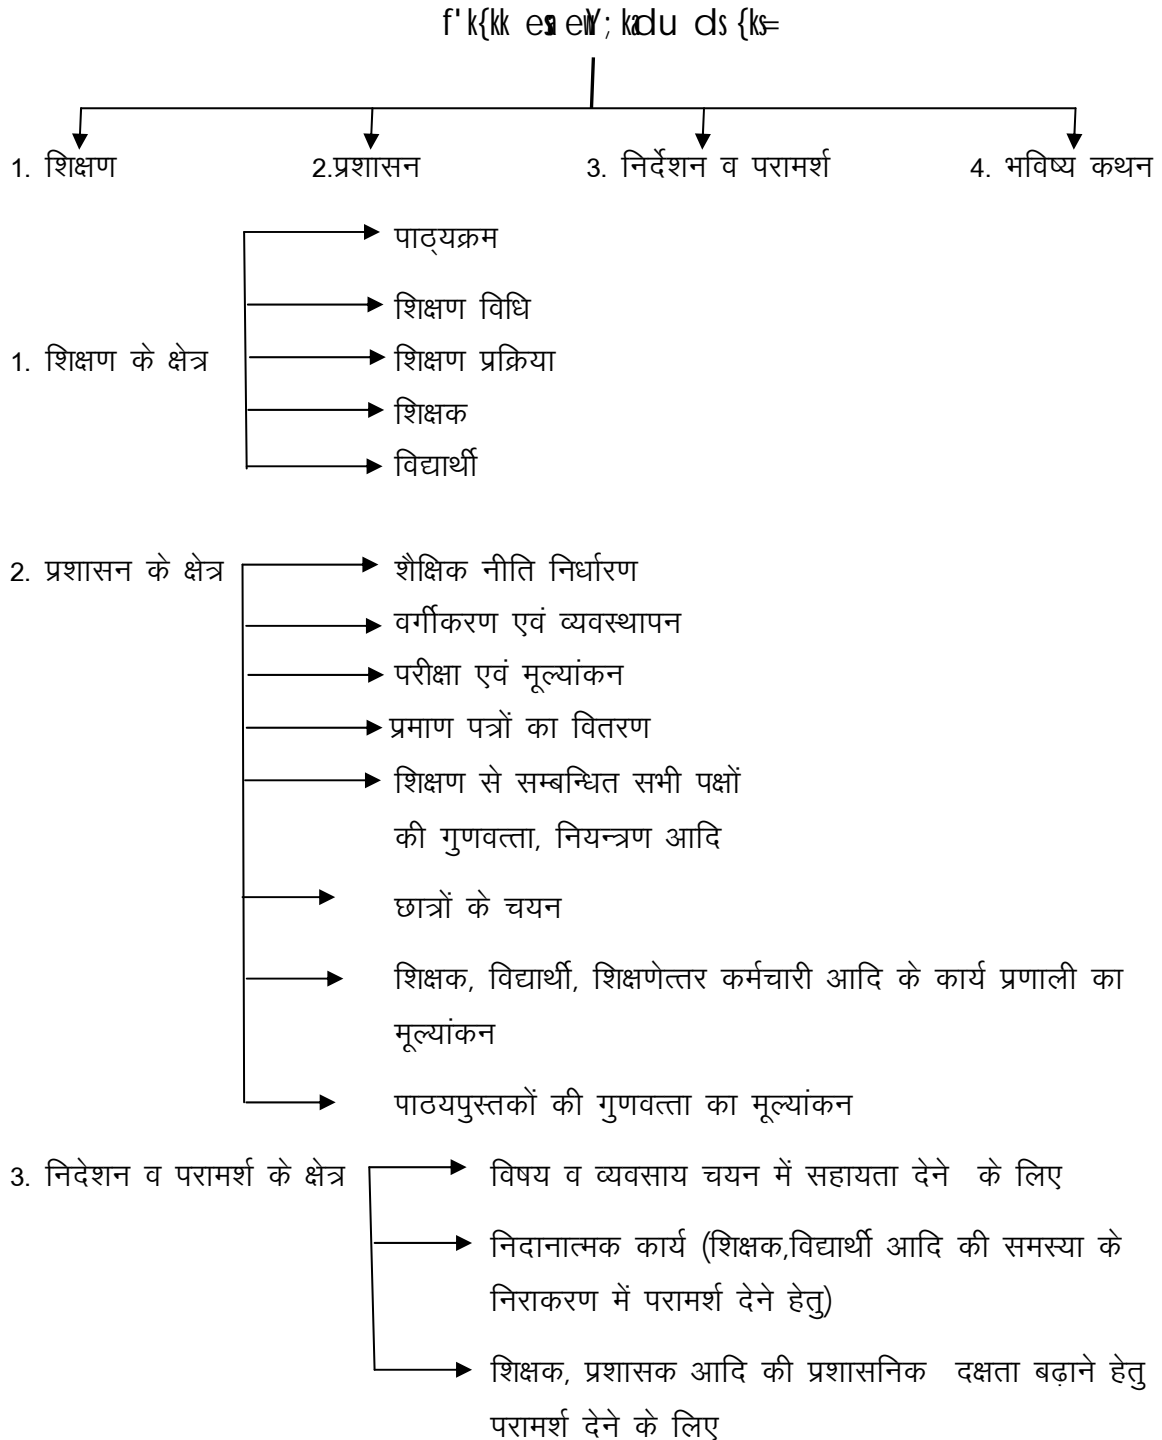 f'k{kk esa ewY;kadu ds {ks=
1. शिक्षण 2.प्रशासन 3. निर्देशन व परामर्श 4. भविष्य कथन
पाठ्यक्रम
शिक्षण विधि
1. शिक्षण के क्षेत्र शिक्षण प्रक्रिया
शिक्षक
विद्यार्थी
2. प्रशासन के क्षेत्र शैक्षिक नीति निर्धारण
वर्गीकरण एवं व्यवस्थापन
परीक्षा एवं मूल्यांकन
प्रमाण पत्रों का वितरण
शिक्षण से सम्बन्धित सभी पक्षों
की गुणवत्ता, नियन्त्रण आदि
छात्रों के चयन
शिक्षक, विद्यार्थी, शिक्षणेत्तर कर्मचारी आदि के कार्य प्रणाली का
मूल्यांकन
पाठयपुस्तकों की गुणवत्ता का मूल्यांकन
3. निदेशन व परामर्श के क्षेत्र विषय व व्यवसाय चयन में सहायता देने के लिए
निदानात्मक कार्य (शिक्षक,विद्यार्थी आदि की समस्या के
निराकरण में परामर्श देने हेतु)
शिक्षक, प्रशासक आदि की प्रशासनिक दक्षता बढ़ाने हेतु
परामर्श देने के लिए